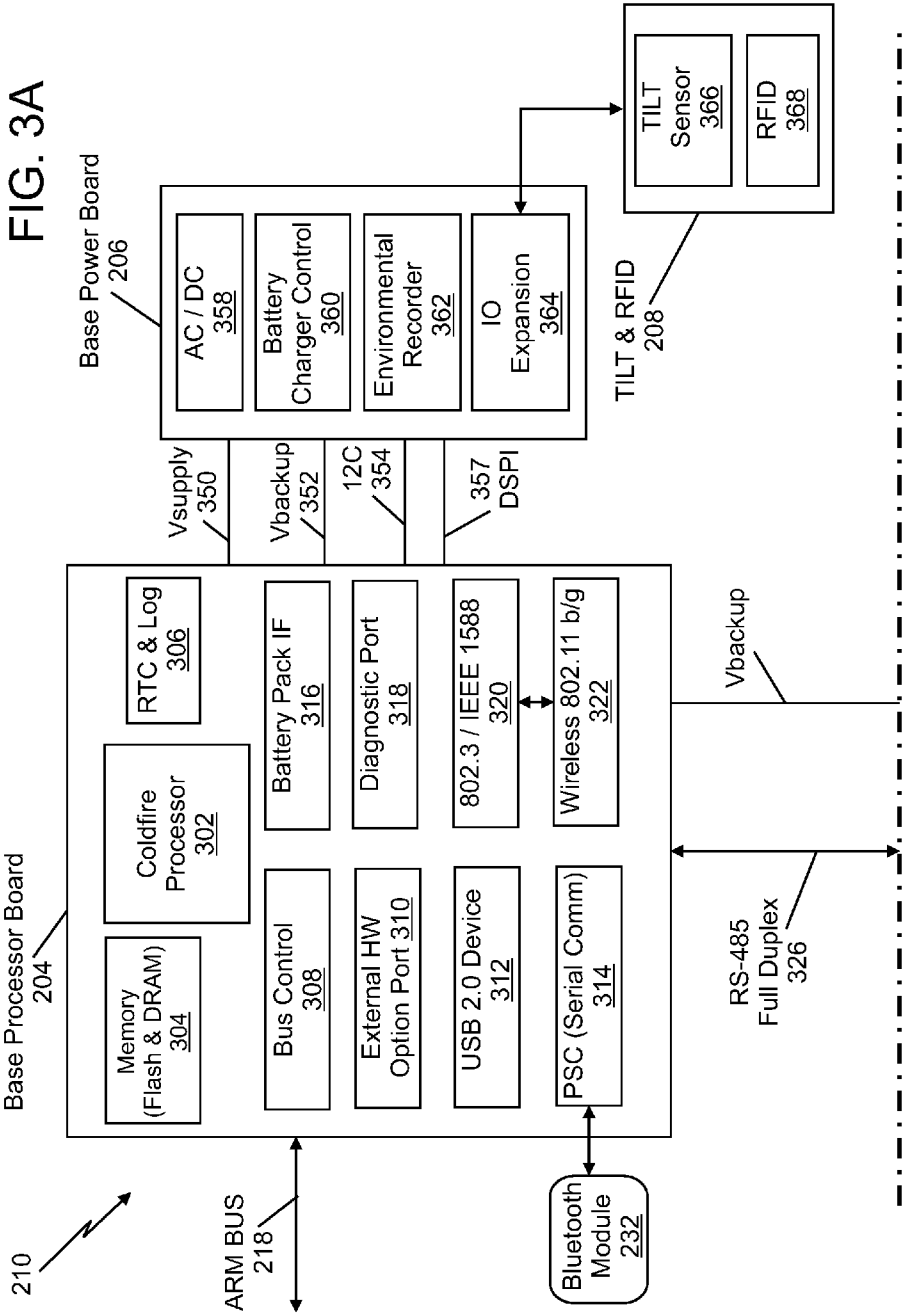 FIG. 3A
210
Base Processor Board
204
Memory
(Flash & DRAM)
304
Coldfire
Processor
302
RTC & Log
306
Bus Control
308
Battery Pack IF
316
External HW
Option Port 310
Diagnostic Port
318
USB 2.0 Device
312
802.3 / IEEE 1588
320
PSC (Serial Comm)
314
Wireless 802.11 b/g
322
ARM BUS
218
Bluetooth
Module
232
Vsupply
350
Vbackup
352
12C
354
357
DSPI
Base Power Board
206
AC / DC
358
Battery
Charger Control
360
Environmental
Recorder
362
IO
Expansion
364
TILT & RFID
208
TILT
Sensor
366
RFID
368
RS-485
Full Duplex
326
Vbackup